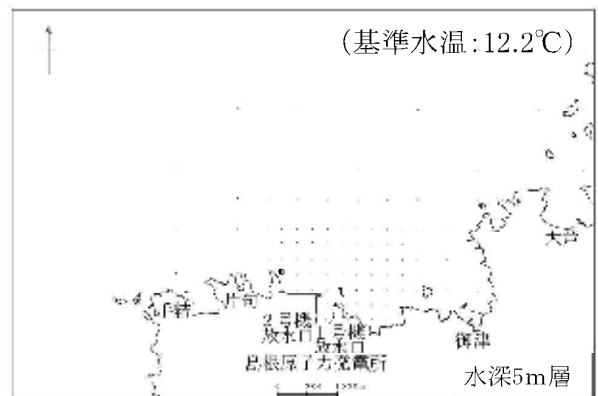 (基準水温:12.2℃)
大芦
片句
2号機
放水口
1号機
放水口
御津
島根原子力発電所
水深5m層